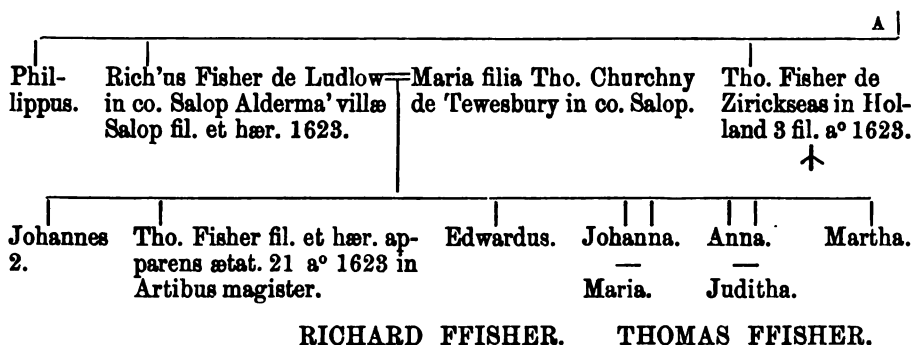 A
Phil-
lippus.
Rich'us Fisher de Ludlow
in co. Salop Alderma' villæ
Salop fil. et hær. 1623.
Maria filia Tho. Churchny
de Tewesbury in co. Salop.
Tho. Fisher de
Zirickseas in Hol-
land 3 fil. aº 1623.
Johannes
2.
Tho. Fisher fil. et hær. ap-
parens ætat. 21 aº 1623 in
Artibus magister.
Edwardus.
Johanna.
Maria.
Anna.
Juditha.
Martha.
RICHARD FFISHER. THOMAS FFISHER.